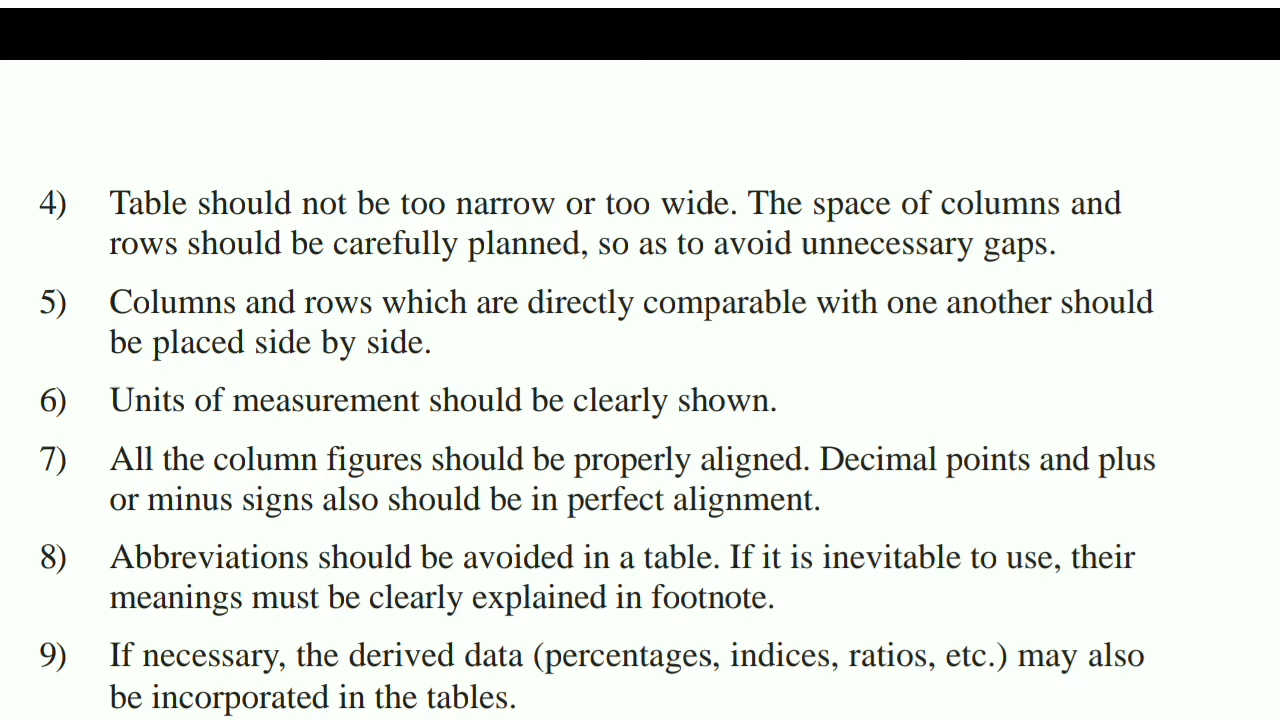 4) Table should not be too narrow or too wide. The space of columns and
rows should be carefully planned, so as to avoid unnecessary gaps.
5) Columns and rows which are directly comparable with one another should
be placed side by side.
6) Units of measurement should be clearly shown.
7) All the column figures should be properly aligned. Decimal points and plus
or minus signs also should be in perfect alignment.
8) Abbreviations should be avoided in a table. If it is inevitable to use, their
meanings must be clearly explained in footnote.
9) If necessary, the derived data (percentages, indices, ratios, etc.) may also
be incorporated in the tables.